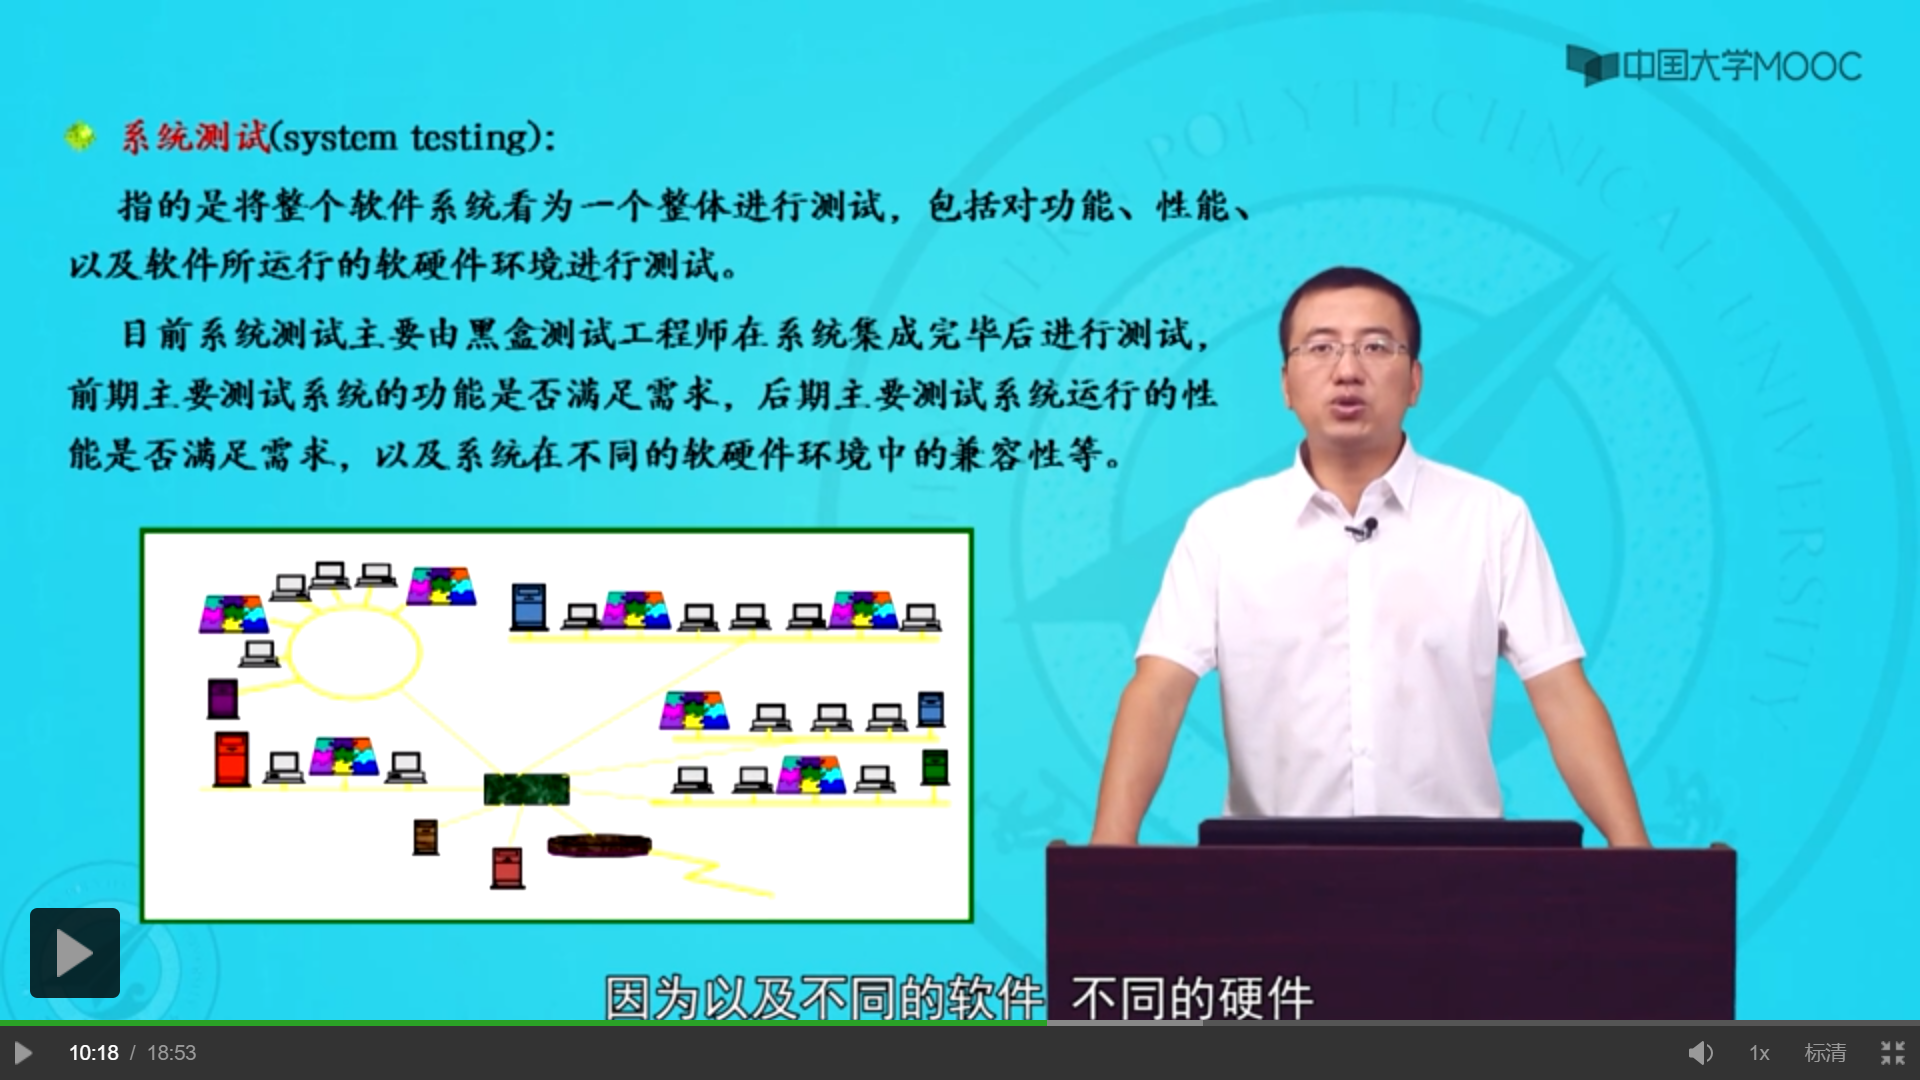 中国大学MOOC
系统测试(system testing):
指的是将整个软件系统看为一个整体进行测试，包括对功能、性能、
以及软件所运行的软硬件环境进行测试。
目前系统测试主要由黑盒测试工程师在系统集成完毕后进行测试，
前期主要测试系统的功能是否满足需求，后期主要测试系统运行的性
能是否满足需求，以及系统在不同的软硬件环境中的兼容性等。
POLYTECHNICAL UNIVERSITY
因为以及不同的软件 不同的硬件
10:18 / 18:53
1x 标清